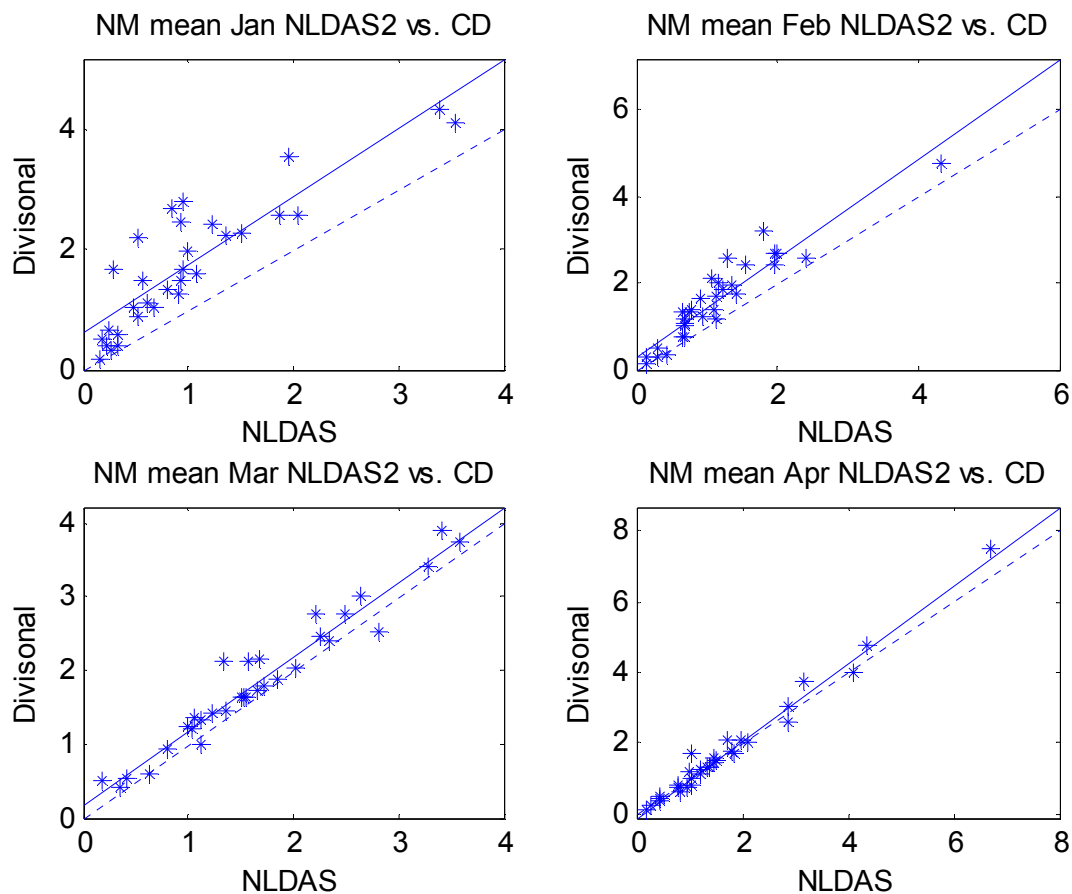 NM mean Jan NLDAS2 vs. CD
4
2
0
Divisonal
0 1 2 3 4
NLDAS
NM mean Feb NLDAS2 vs. CD
6
4
2
0
Divisonal
0 2 4 6
NLDAS
NM mean Mar NLDAS2 vs. CD
4
3
2
1
0
Divisonal
0 1 2 3 4
NLDAS
NM mean Apr NLDAS2 vs. CD
8
6
4
2
0
Divisonal
0 2 4 6 8
NLDAS